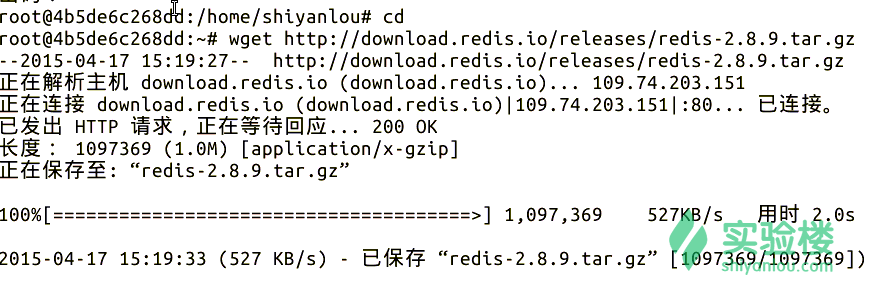 root@4b5de6c268dd:/home/shiyanlou# cd
root@4b5de6c268dd:~# wget http://download.redis.io/releases/redis-2.8.9.tar.gz
--2015-04-17 15:19:27--  http://download.redis.io/releases/redis-2.8.9.tar.gz
正在解析主机 download.redis.io (download.redis.io)... 109.74.203.151
正在连接 download.redis.io (download.redis.io)|109.74.203.151|:80... 已连接。
已发出 HTTP 请求，正在等待回应... 200 OK
长度： 1097369 (1.0M) [application/x-gzip]
正在保存至: “redis-2.8.9.tar.gz”
100%[======================================>] 1,097,369    527KB/s   用时 2.0s
2015-04-17 15:19:33 (527 KB/s) - 已保存 “redis-2.8.9.tar.gz” [1097369/1097369])
实验楼
shiyanlou.com